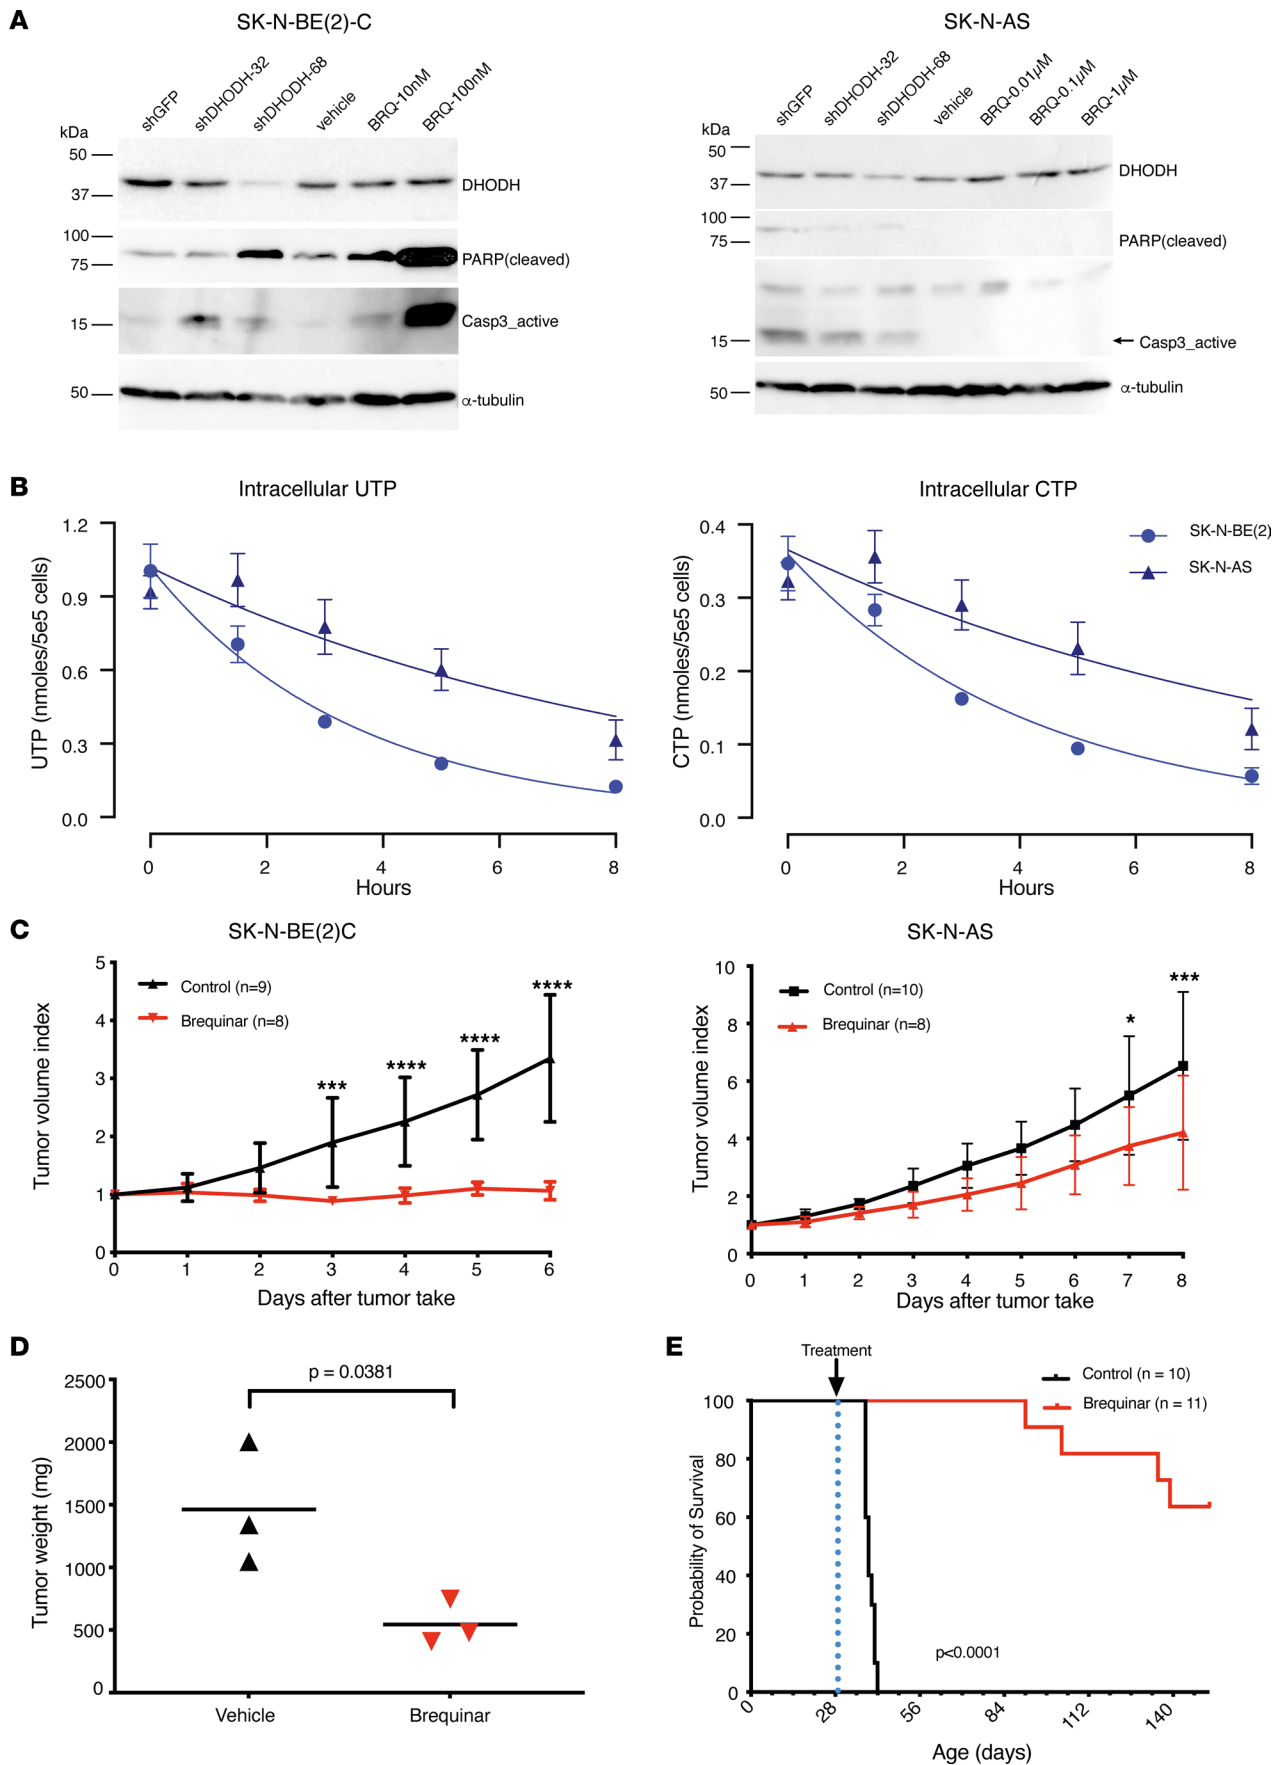 A
SK-N-BE(2)-C
SK-N-AS
shGFP
shDHODH-32
shDHODH-68
vehicle
BRQ-10nM
BRQ-100nM
shGFP
shDHODH-32
shDHODH-68
vehicle
BRQ-0.01µM
BRQ-0.1µM
BRQ-1µM
kDa
50
37
DHODH
100
75
PARP(cleaved)
15
Casp3_active
50
α-tubulin
kDa
50
37
DHODH
100
75
PARP(cleaved)
15
Casp3_active
50
α-tubulin
B
Intracellular UTP
UTP (nmoles/5e5 cells)
1.2
0.9
0.6
0.3
0.0
0 2 4 6 8
Hours
Intracellular CTP
CTP (nmoles/5e5 cells)
0.4
0.3
0.2
0.1
0.0
0 2 4 6 8
Hours
SK-N-BE(2)
SK-N-AS
C
SK-N-BE(2)C
Tumor volume index
5
4
3
2
1
0
Control (n=9)
Brequinar (n=8)
*** **** **** ****
0 1 2 3 4 5 6
Days after tumor take
SK-N-AS
Tumor volume index
10
8
6
4
2
0
Control (n=10)
Brequinar (n=8)
* ***
0 1 2 3 4 5 6 7 8
Days after tumor take
D
p = 0.0381
Tumor weight (mg)
2500
2000
1500
1000
500
0
Vehicle Brequinar
E
Treatment
Control (n = 10)
Brequinar (n = 11)
Probability of Survival
100
80
60
40
20
0
p<0.0001
0 28 56 84 112 140
Age (days)